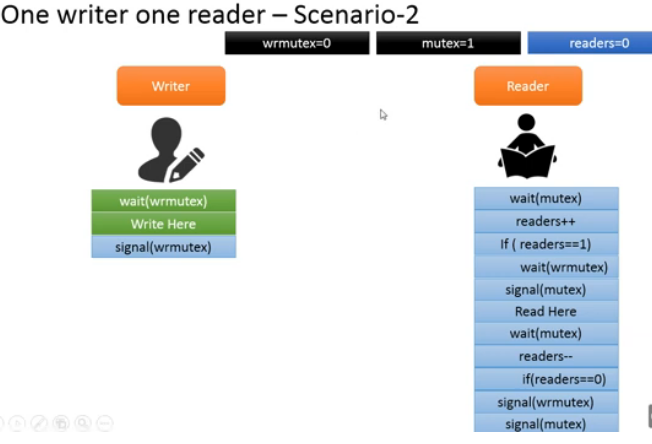 One writer one reader – Scenario-2
wrmutex=0
mutex=1
readers=0
Writer
Reader
wait(wrmutex)
Write Here
signal(wrmutex)
wait(mutex)
readers++
If ( readers==1)
wait(wrmutex)
signal(mutex)
Read Here
wait(mutex)
readers--
if(readers==0)
signal(wrmutex)
signal(mutex)